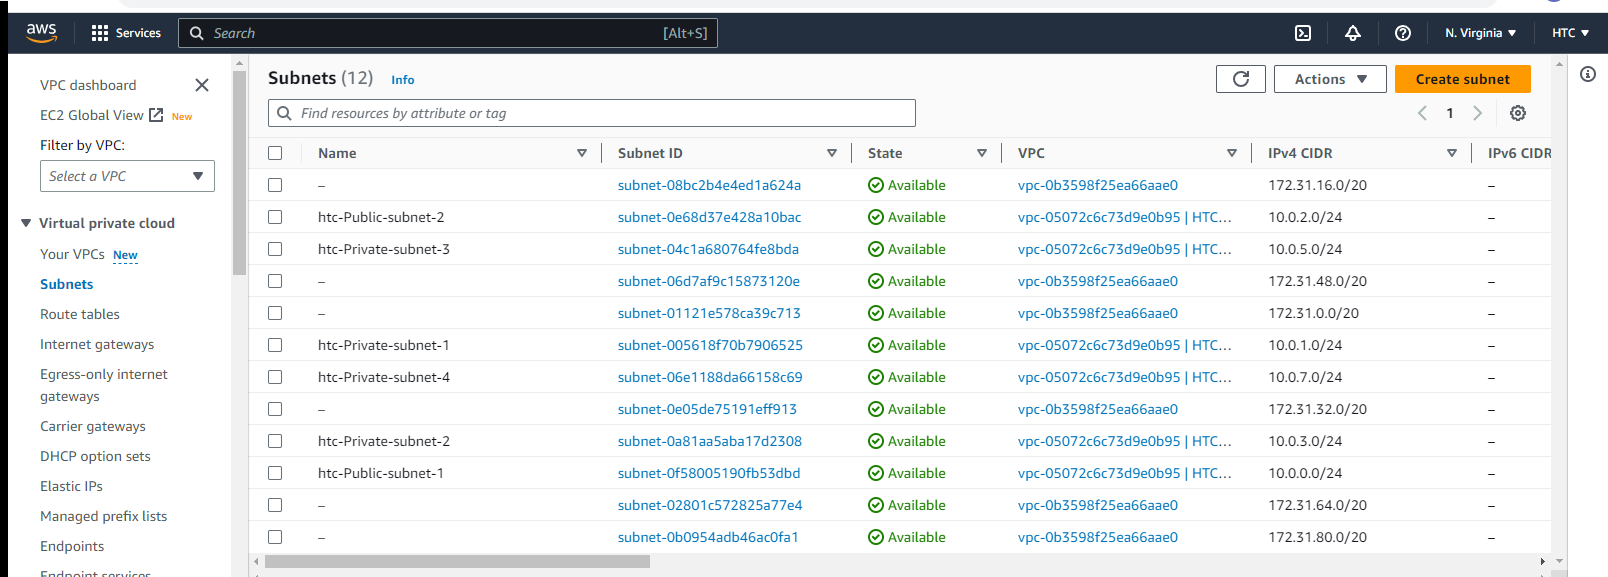 aws Services Search [Alt+S] N. Virginia HTC
VPC dashboard
EC2 Global View New
Filter by VPC:
Select a VPC
Virtual private cloud
Your VPCs New
Subnets
Route tables
Internet gateways
Egress-only internet
gateways
Carrier gateways
DHCP option sets
Elastic IPs
Managed prefix lists
Endpoints
Endpoint services
Subnets (12) Info Actions Create subnet
Find resources by attribute or tag 1
Name Subnet ID State VPC IPv4 CIDR IPv6 CIDR
– subnet-08bc2b4e4ed1a624a Available vpc-0b3598f25ea66aae0 172.31.16.0/20 –
htc-Public-subnet-2 subnet-0e68d37e428a10bac Available vpc-05072c6c73d9e0b95 | HTC... 10.0.2.0/24 –
htc-Private-subnet-3 subnet-04c1a680764fe8bda Available vpc-05072c6c73d9e0b95 | HTC... 10.0.5.0/24 –
– subnet-06d7af9c15873120e Available vpc-0b3598f25ea66aae0 172.31.48.0/20 –
– subnet-01121e578ca39c713 Available vpc-0b3598f25ea66aae0 172.31.0.0/20 –
htc-Private-subnet-1 subnet-005618f70b7906525 Available vpc-05072c6c73d9e0b95 | HTC... 10.0.1.0/24 –
htc-Private-subnet-4 subnet-06e1188da66158c69 Available vpc-05072c6c73d9e0b95 | HTC... 10.0.7.0/24 –
– subnet-0e05de75191eff913 Available vpc-0b3598f25ea66aae0 172.31.32.0/20 –
htc-Private-subnet-2 subnet-0a81aa5aba17d2308 Available vpc-05072c6c73d9e0b95 | HTC... 10.0.3.0/24 –
htc-Public-subnet-1 subnet-0f58005190fb53dbd Available vpc-05072c6c73d9e0b95 | HTC... 10.0.0.0/24 –
– subnet-02801c572825a77e4 Available vpc-0b3598f25ea66aae0 172.31.64.0/20 –
– subnet-0b0954adb46ac0fa1 Available vpc-0b3598f25ea66aae0 172.31.80.0/20 –